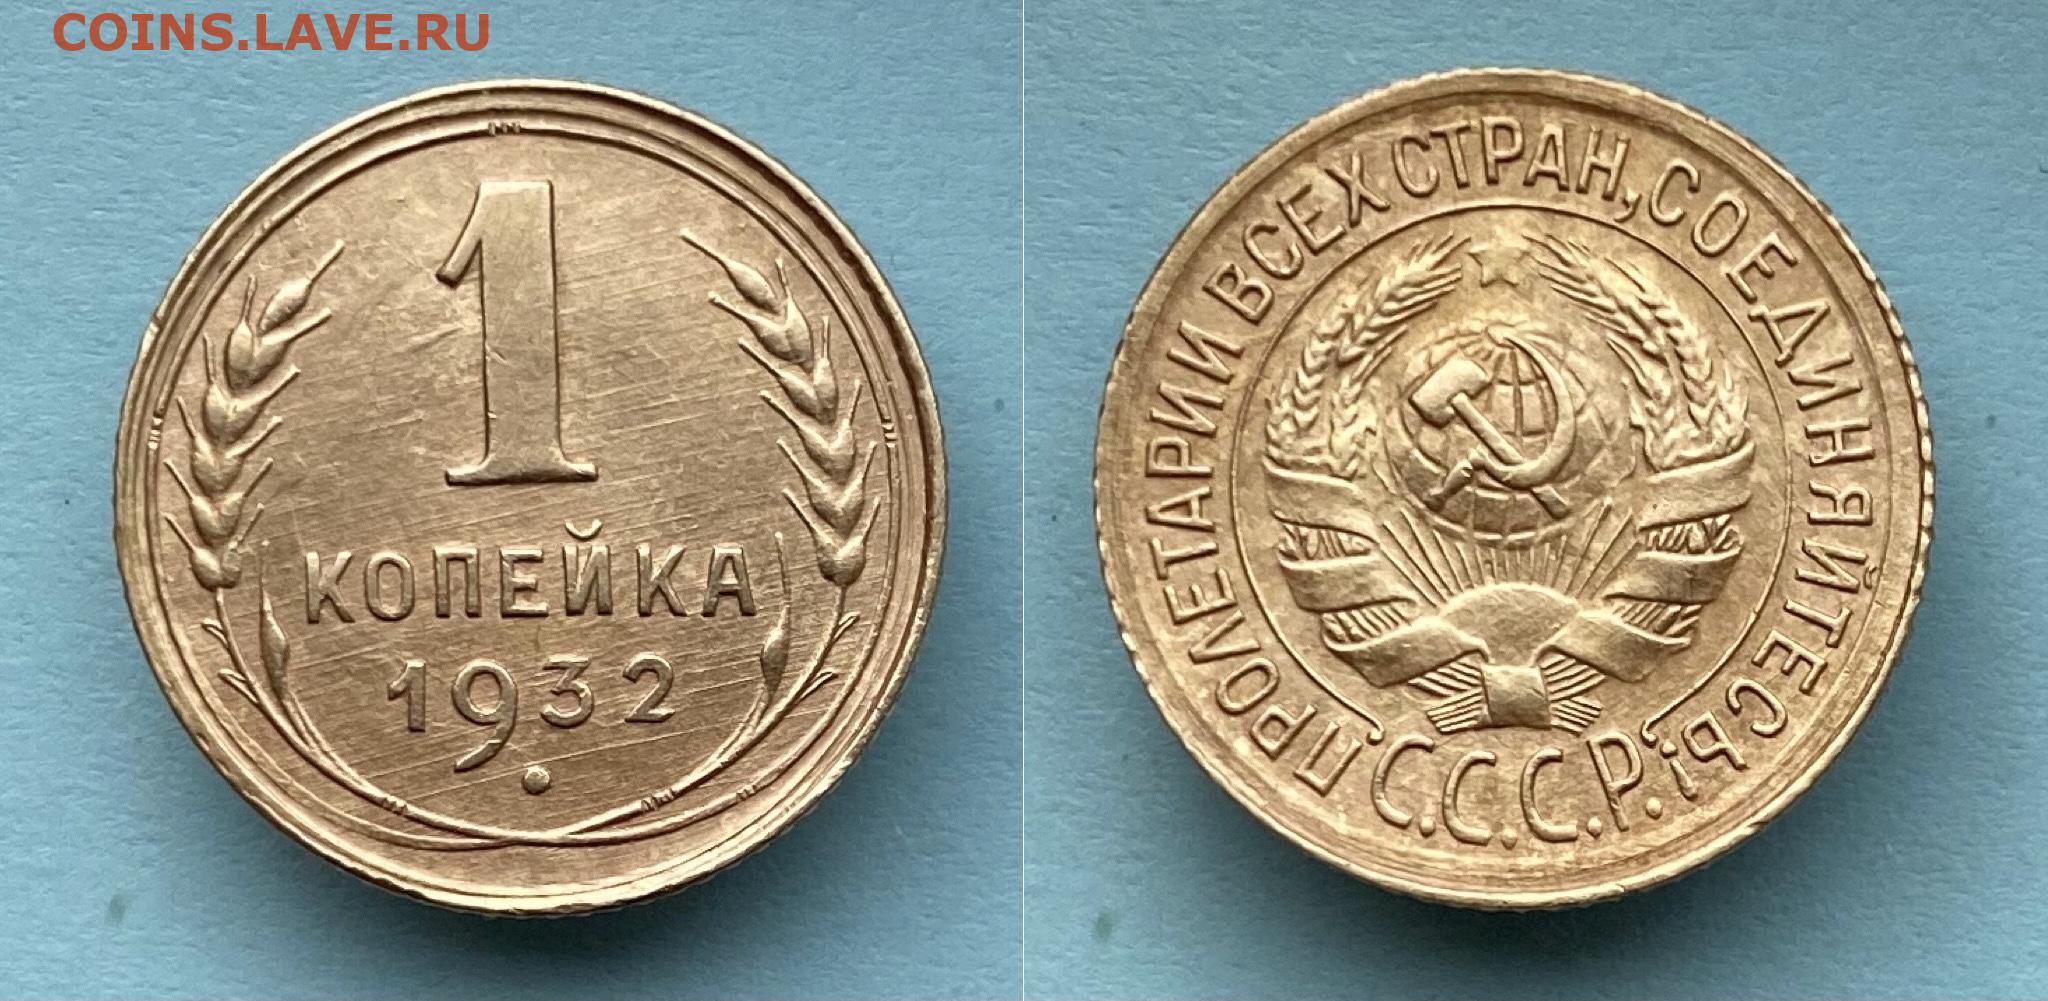 COINS.LAVE.RU
1
КОПЕЙКА
1932
ПРОЛЕТАРИИ ВСЕХ СТРАН, СОЕДИНЯЙТЕСЬ!
С.С.С.Р.